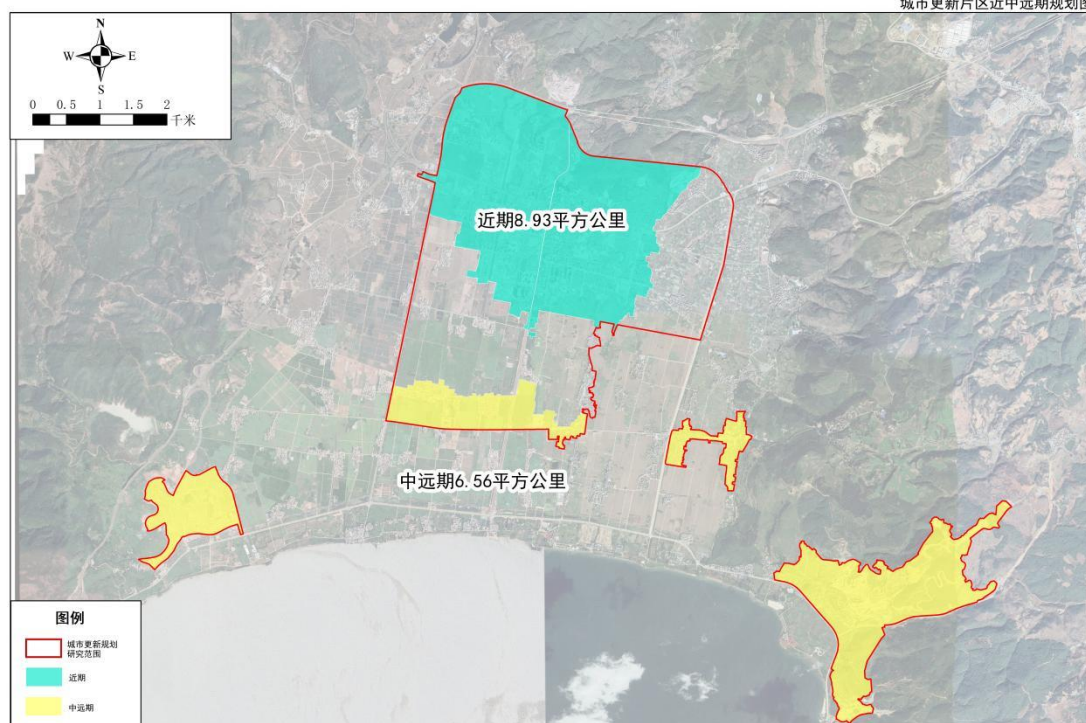 城市更新片区近中远期规划图
N
W E
S
0 0.5 1 1.5 2
千米
近期8.93平方公里
中远期6.56平方公里
图例
城市更新规划
研究范围
近期
中远期